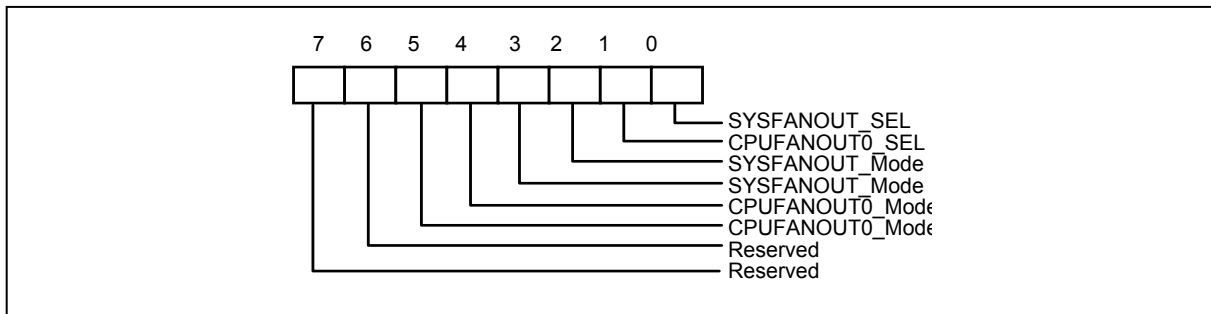 7 6 5 4 3 2 1 0
SYSFANOUT_SEL
CPUFANOUT0_SEL
SYSFANOUT_Mode
SYSFANOUT_Mode
CPUFANOUT0_Mode
CPUFANOUT0_Mode
Reserved
Reserved